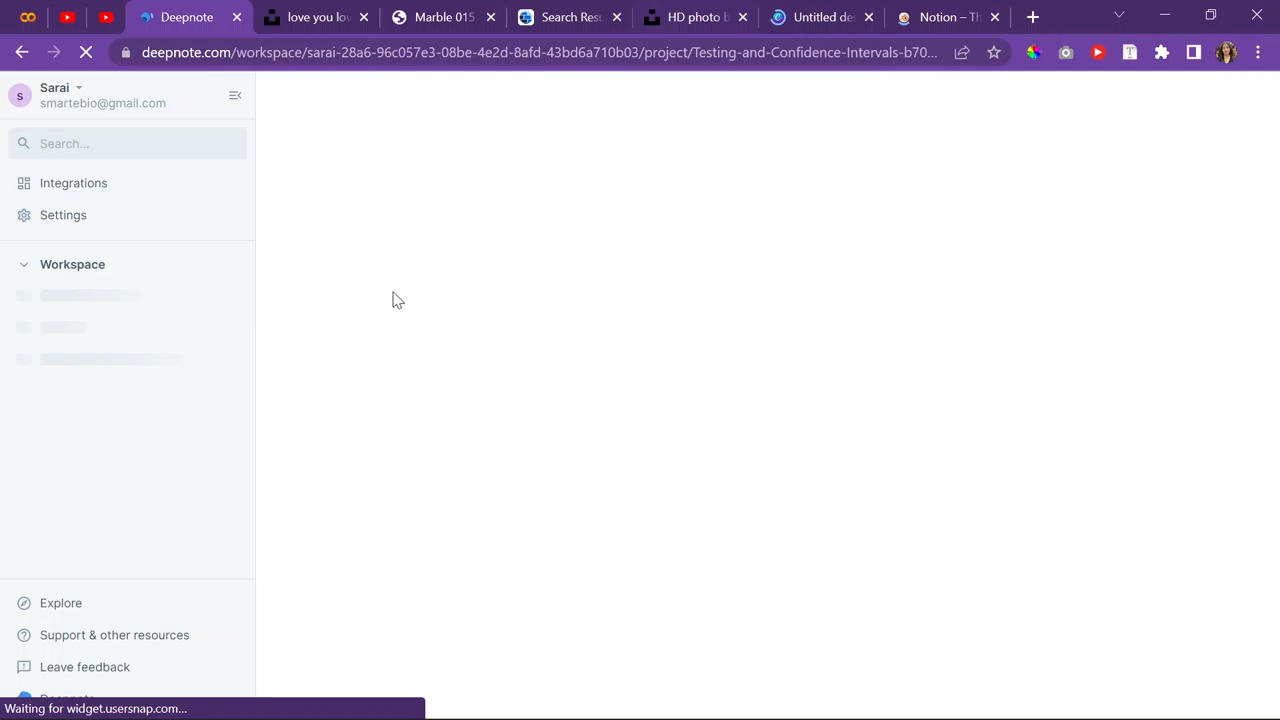 Deepnote
love you lov
Marble 015
Search Resu
HD photo b
Untitled des
Notion – Th
deepnote.com/workspace/sarai-28a6-96c057e3-08be-4e2d-8afd-43bd6a710b03/project/Testing-and-Confidence-Intervals-b70...
s
Sarai
smartebio@gmail.com
Search...
Integrations
Settings
Workspace
Explore
Support & other resources
Leave feedback
Waiting for widget.usersnap.com...